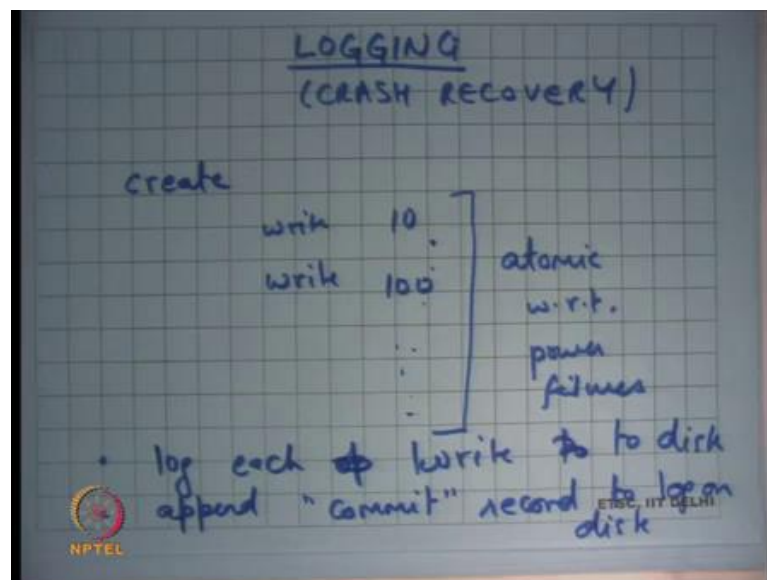 LOGGING
(CRASH RECOVERY)
create
write 10
write 100
atomic
w.r.t.
power
failures
• log each write to disk
append "commit" record to log on
disk
NPTEL
ETSC, IIT DELHI